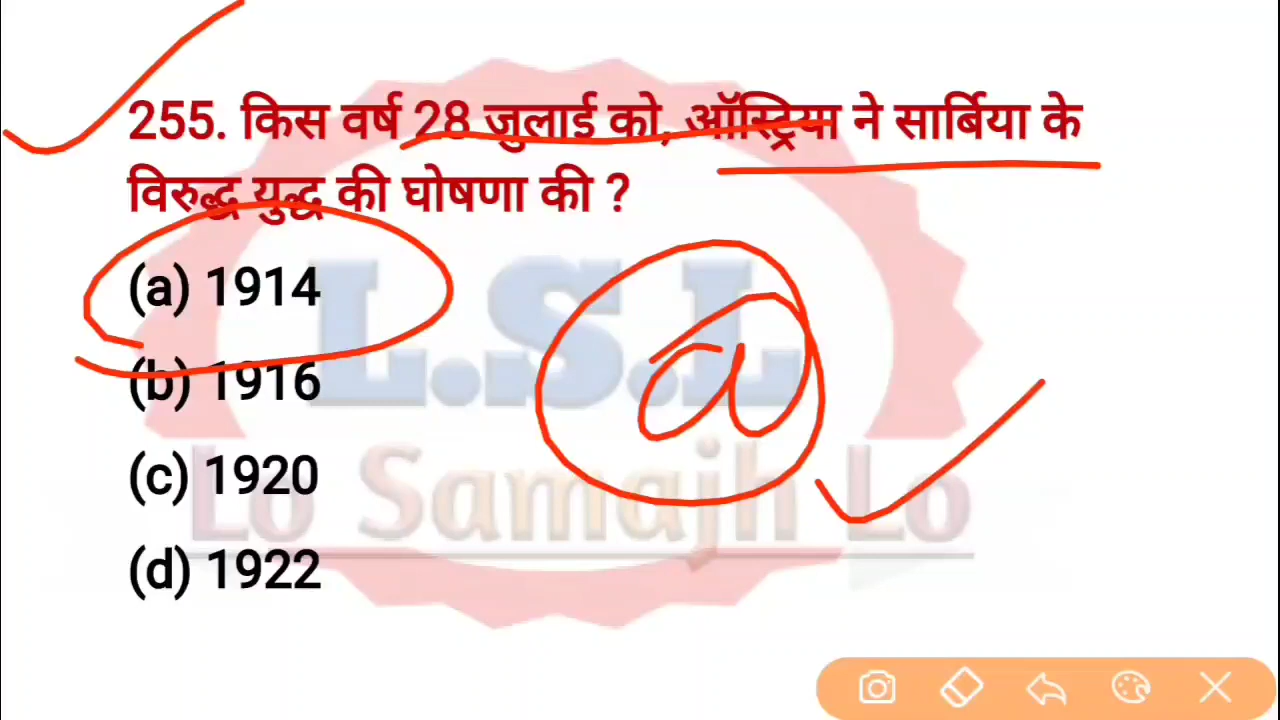 255. किस वर्ष 28 जुलाई को, ऑस्ट्रिया ने सार्बिया के
विरुद्ध युद्ध की घोषणा की ?
(a) 1914
(b) 1916
(c) 1920
(d) 1922
a
L.S.L
Lo Samajh Lo